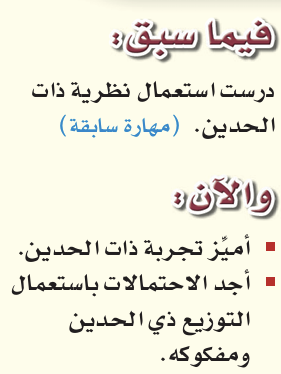 فيما سبق:
درست استعمال نظرية ذات
الحدين. (مهارة سابقة)
والآن:
▪ أميِّز تجربة ذات الحدين.
▪ أجد الاحتمالات باستعمال
التوزيع ذي الحدين
ومفكوكه.